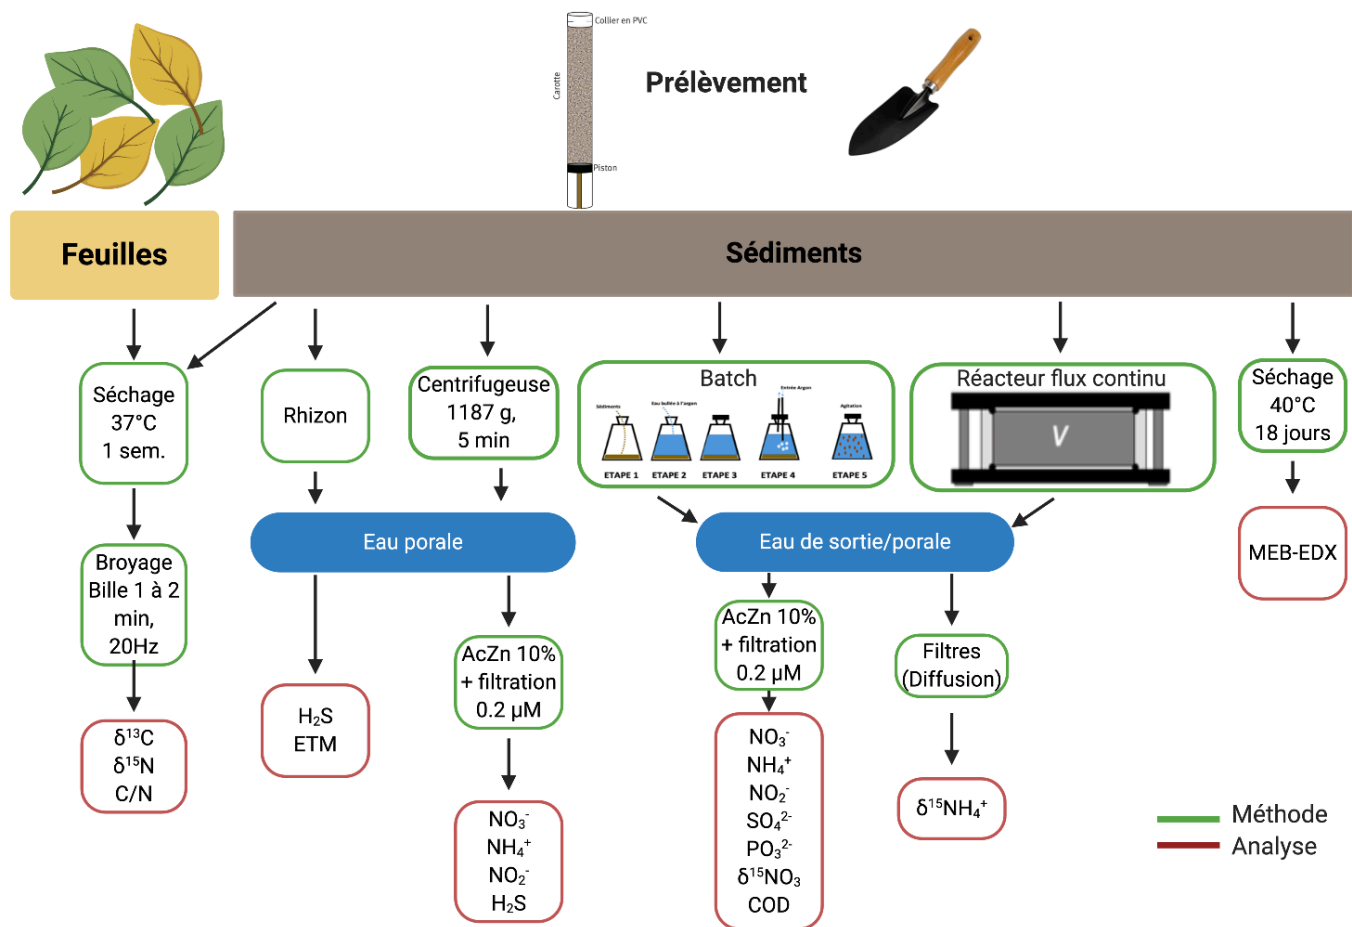 Collier en PVC
Carotte
Piston
Prélèvement
Feuilles
Sédiments
Séchage
37°C
1 sem.
Rhizon
Centrifugeuse
1187 g,
5 min
Batch
Sédiments
Eau bullée à l'argon
Entrée Argon
Agitation
ETAPE 1
ETAPE 2
ETAPE 3
ETAPE 4
ETAPE 5
Réacteur flux continu
V
Séchage
40°C
18 jours
Eau porale
Eau de sortie/porale
MEB-EDX
Broyage
Bille 1 à 2
min,
20Hz
AcZn 10%
+ filtration
0.2 µM
AcZn 10%
+ filtration
0.2 µM
Filtres
(Diffusion)
δ¹³C
δ¹⁵N
C/N
H₂S
ETM
NO₃⁻
NH₄⁺
NO₂⁻
H₂S
NO₃⁻
NH₄⁺
NO₂⁻
SO₄²⁻
PO₃²⁻
δ¹⁵NO₃
COD
δ¹⁵NH₄⁺
Méthode
Analyse